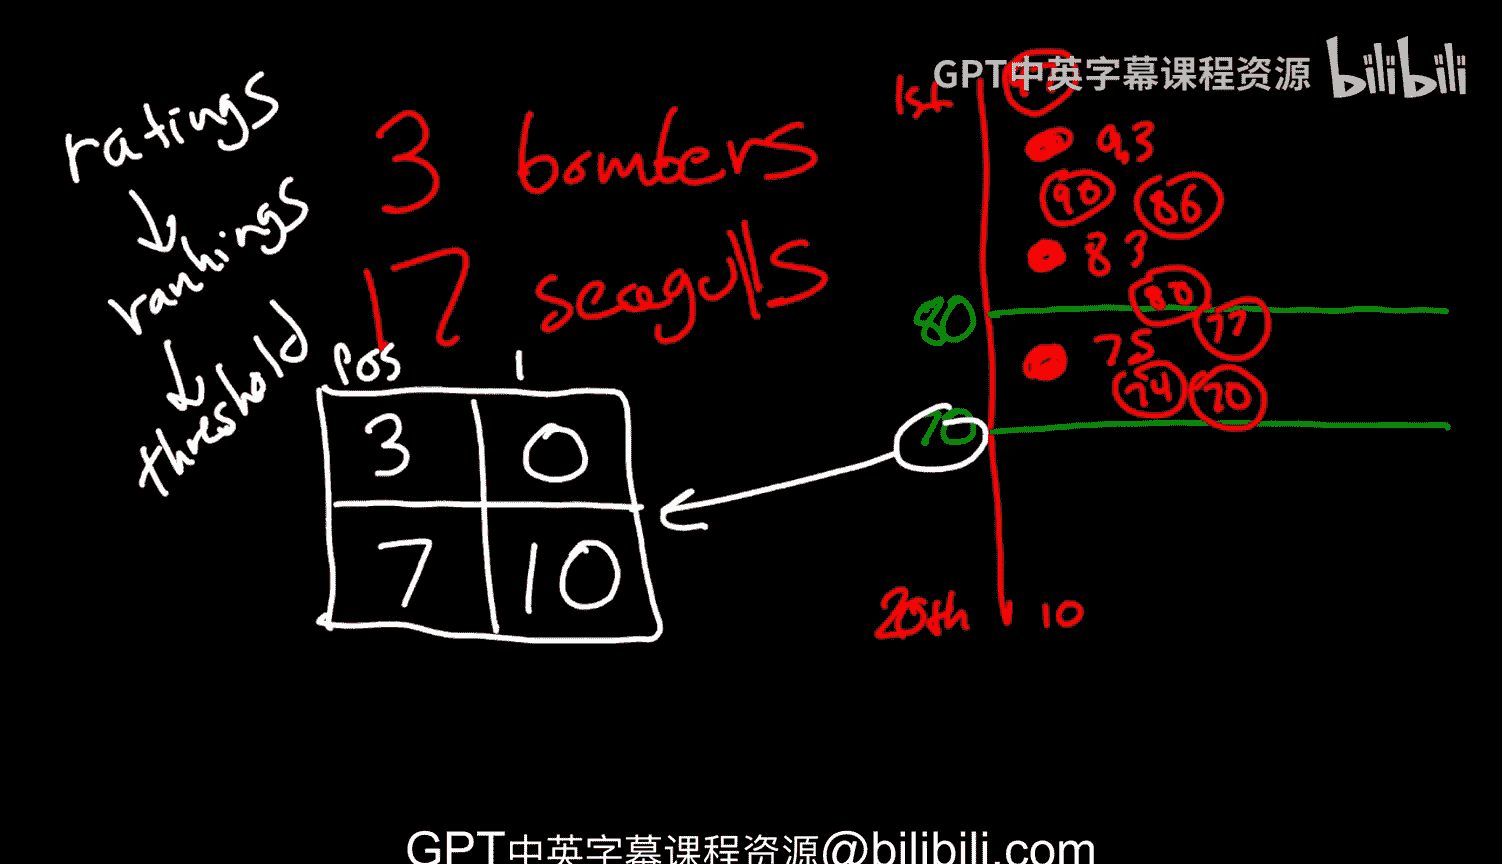 GPT中英字幕课程资源 bilibili
ratings
rankings
threshold
3 bombers
17 seagulls
Pos 1
3 0
7 10
1st
93
90 86
83
80
80
77
75
74 70
70
20th 10
GPT中英字幕课程资源@bilibili.com